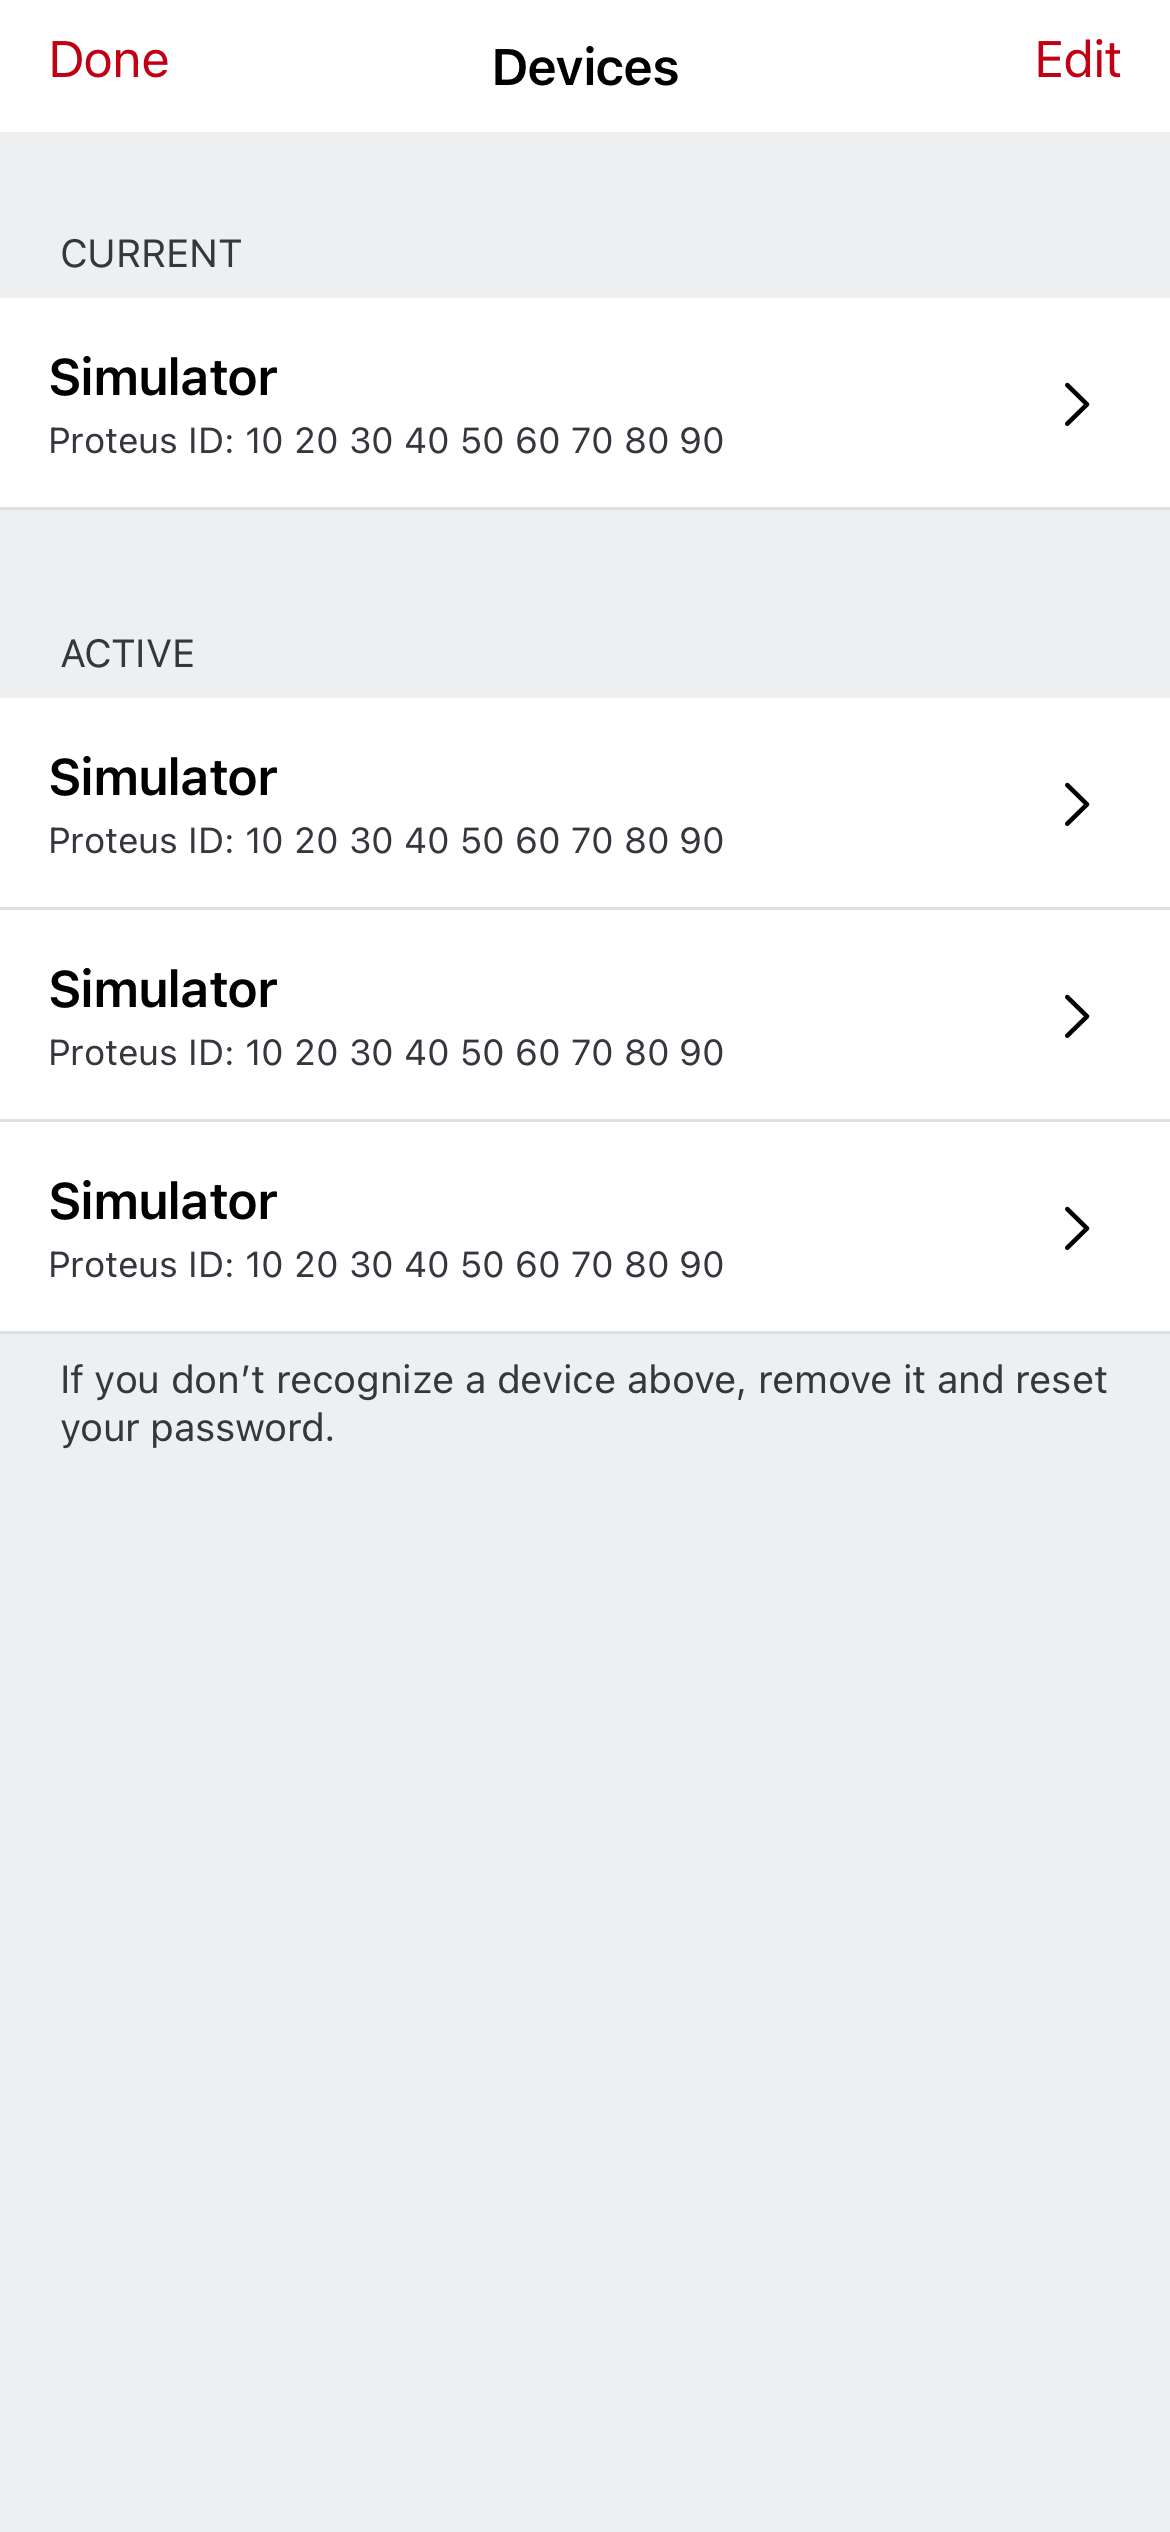 Done
Devices
Edit
CURRENT
Simulator
Proteus ID: 10 20 30 40 50 60 70 80 90
ACTIVE
Simulator
Proteus ID: 10 20 30 40 50 60 70 80 90
Simulator
Proteus ID: 10 20 30 40 50 60 70 80 90
Simulator
Proteus ID: 10 20 30 40 50 60 70 80 90
If you don’t recognize a device above, remove it and reset
your password.